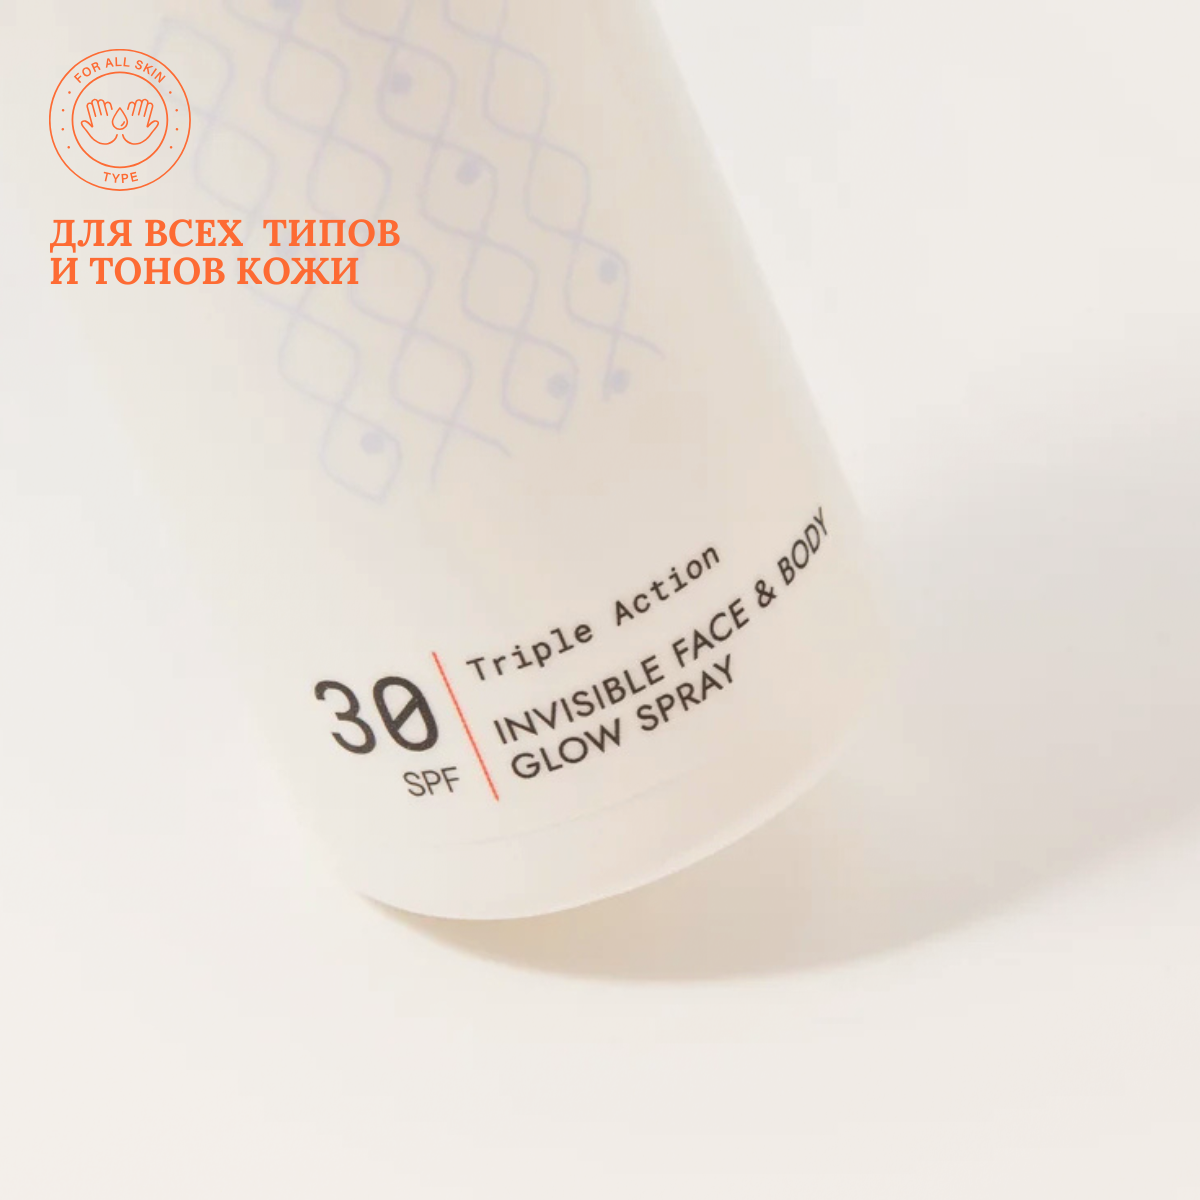 FOR ALL SKIN
TYPE
ДЛЯ ВСЕХ ТИПОВ
И ТОНОВ КОЖИ
30
SPF
Triple Action
INVISIBLE FACE & BODY
GLOW SPRAY